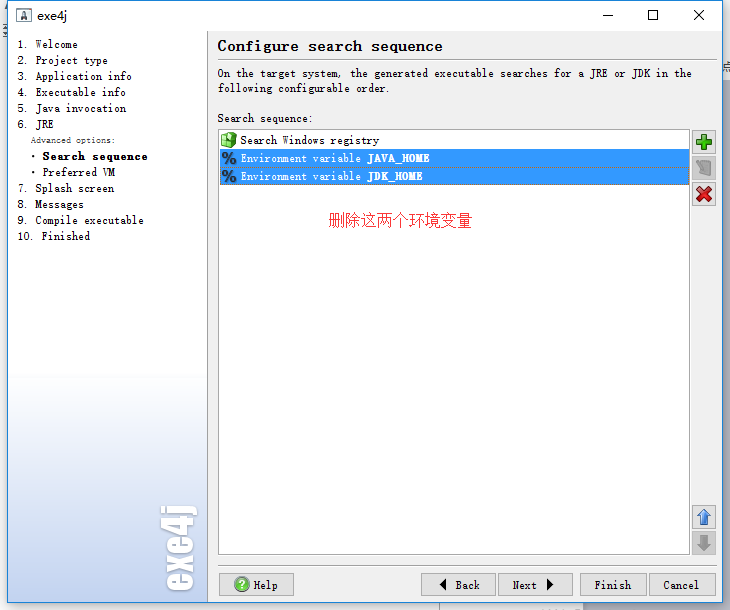 exe4j
1. Welcome
2. Project type
3. Application info
4. Executable info
5. Java invocation
6. JRE
Advanced options:
· Search sequence
· Preferred VM
7. Splash screen
8. Messages
9. Compile executable
10. Finished
exe4j
Configure search sequence
On the target system, the generated executable searches for a JRE or JDK in the
following configurable order.
Search sequence:
Search Windows registry
% Environment variable JAVA_HOME
% Environment variable JDK_HOME
删除这两个环境变量
Help
Back
Next
Finish
Cancel